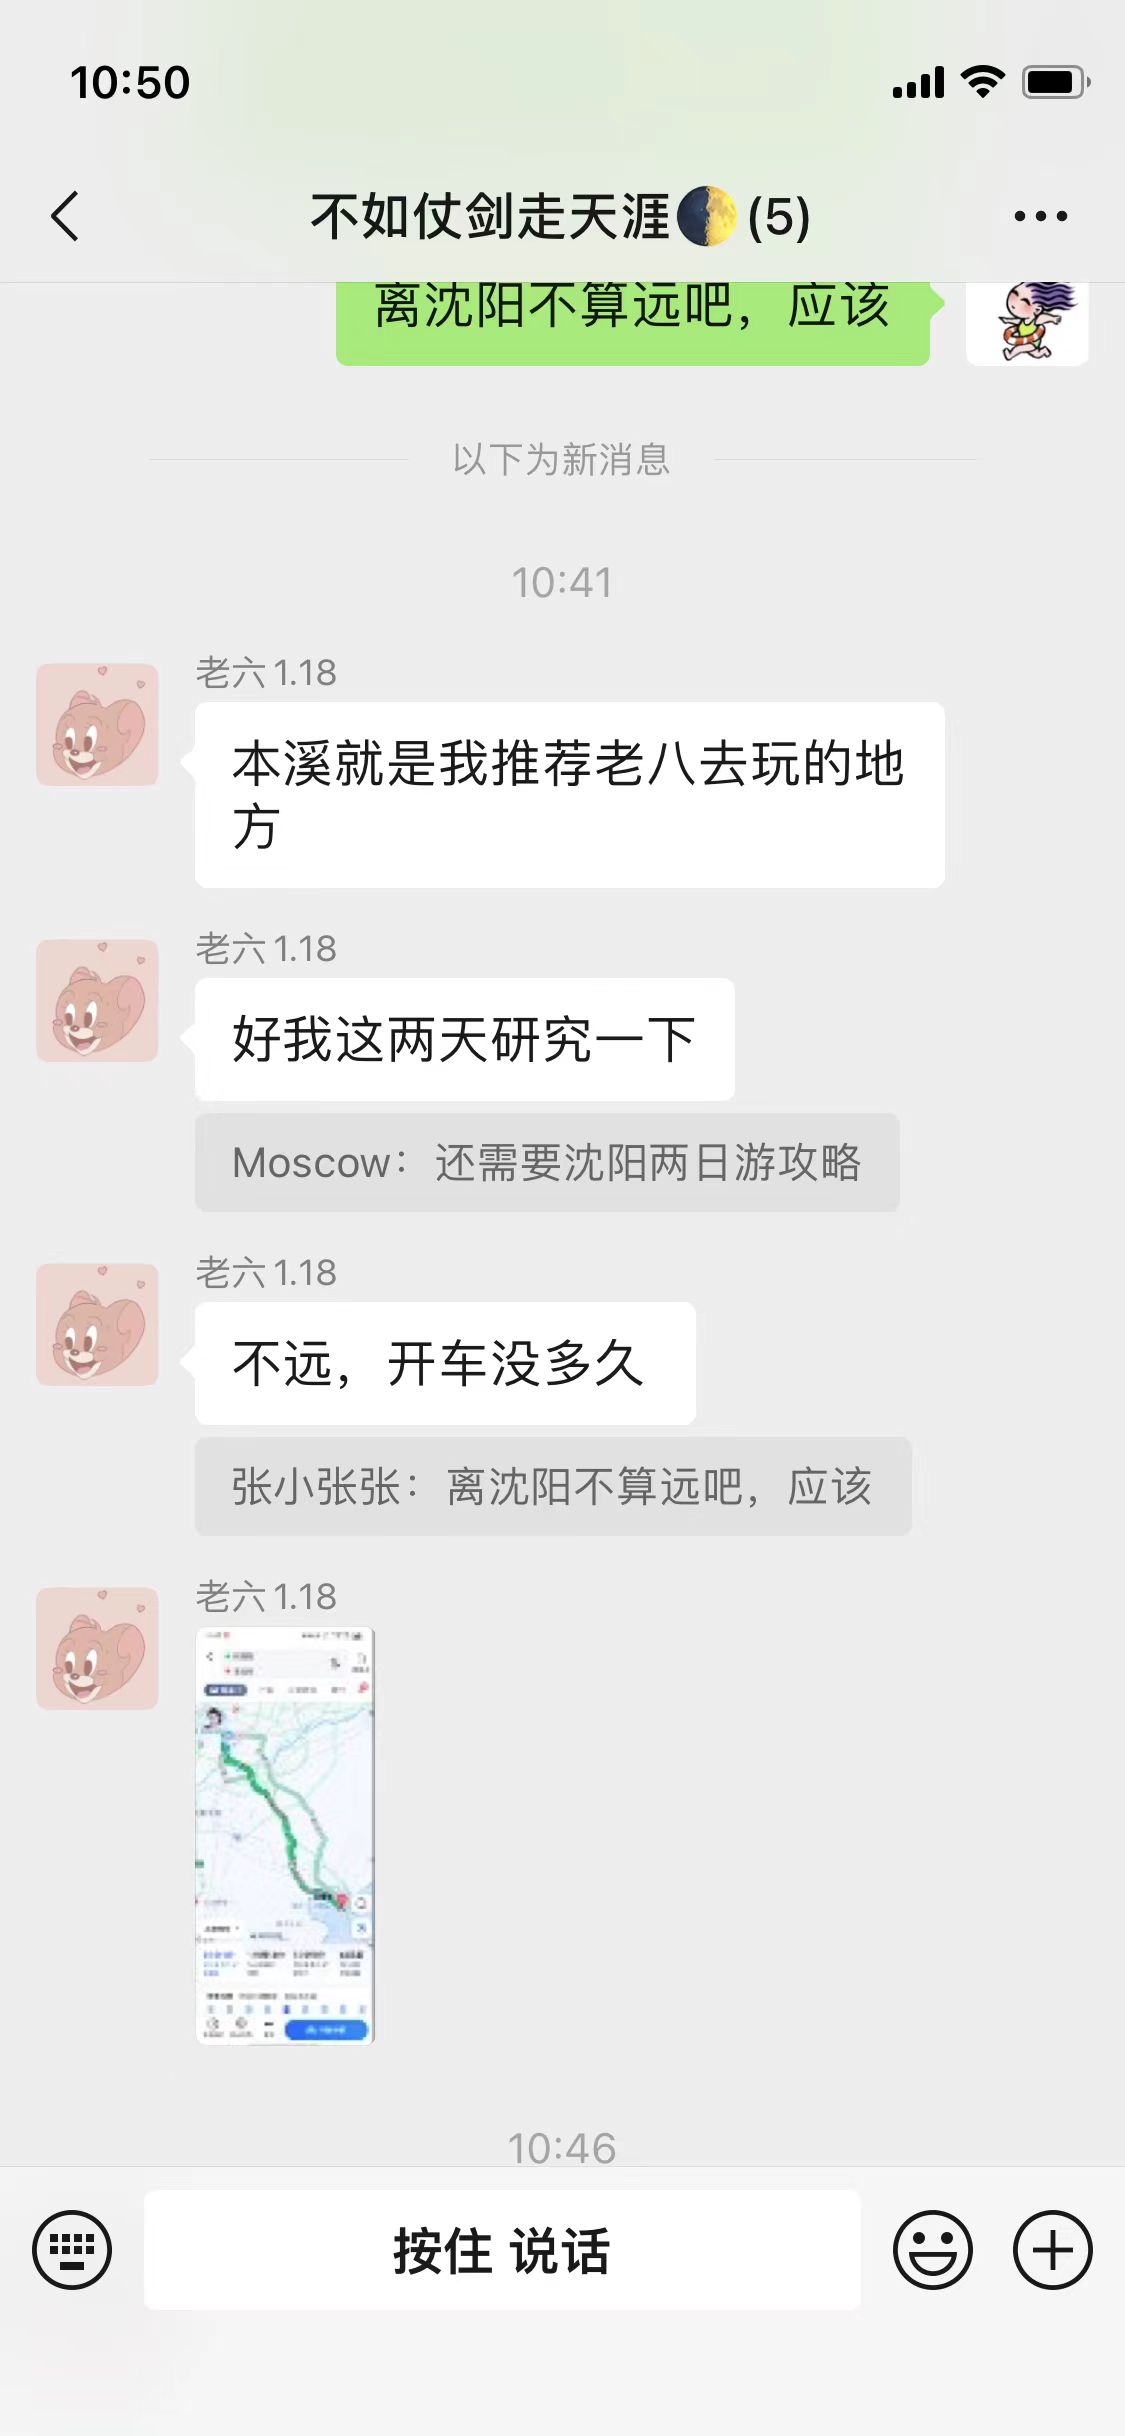 10:50
不如仗剑走天涯🌓(5)
离沈阳不算远吧，应该
以下为新消息
10:41
老六 1.18
本溪就是我推荐老八去玩的地
方
老六 1.18
好我这两天研究一下
Moscow：还需要沈阳两日游攻略
老六 1.18
不远，开车没多久
张小张张：离沈阳不算远吧，应该
老六 1.18
10:46
按住 说话